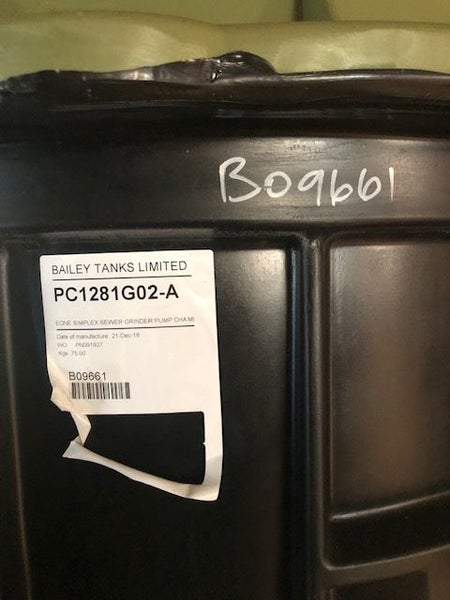 B09661
BAILEY TANKS LIMITED
PC1281G02-A
EONE SIMPLEX SEWER GRINDER PUMP CHAMB
Date of manufacture 21-Dec-18
P/O PN091927
Kgs 75.00
B09661